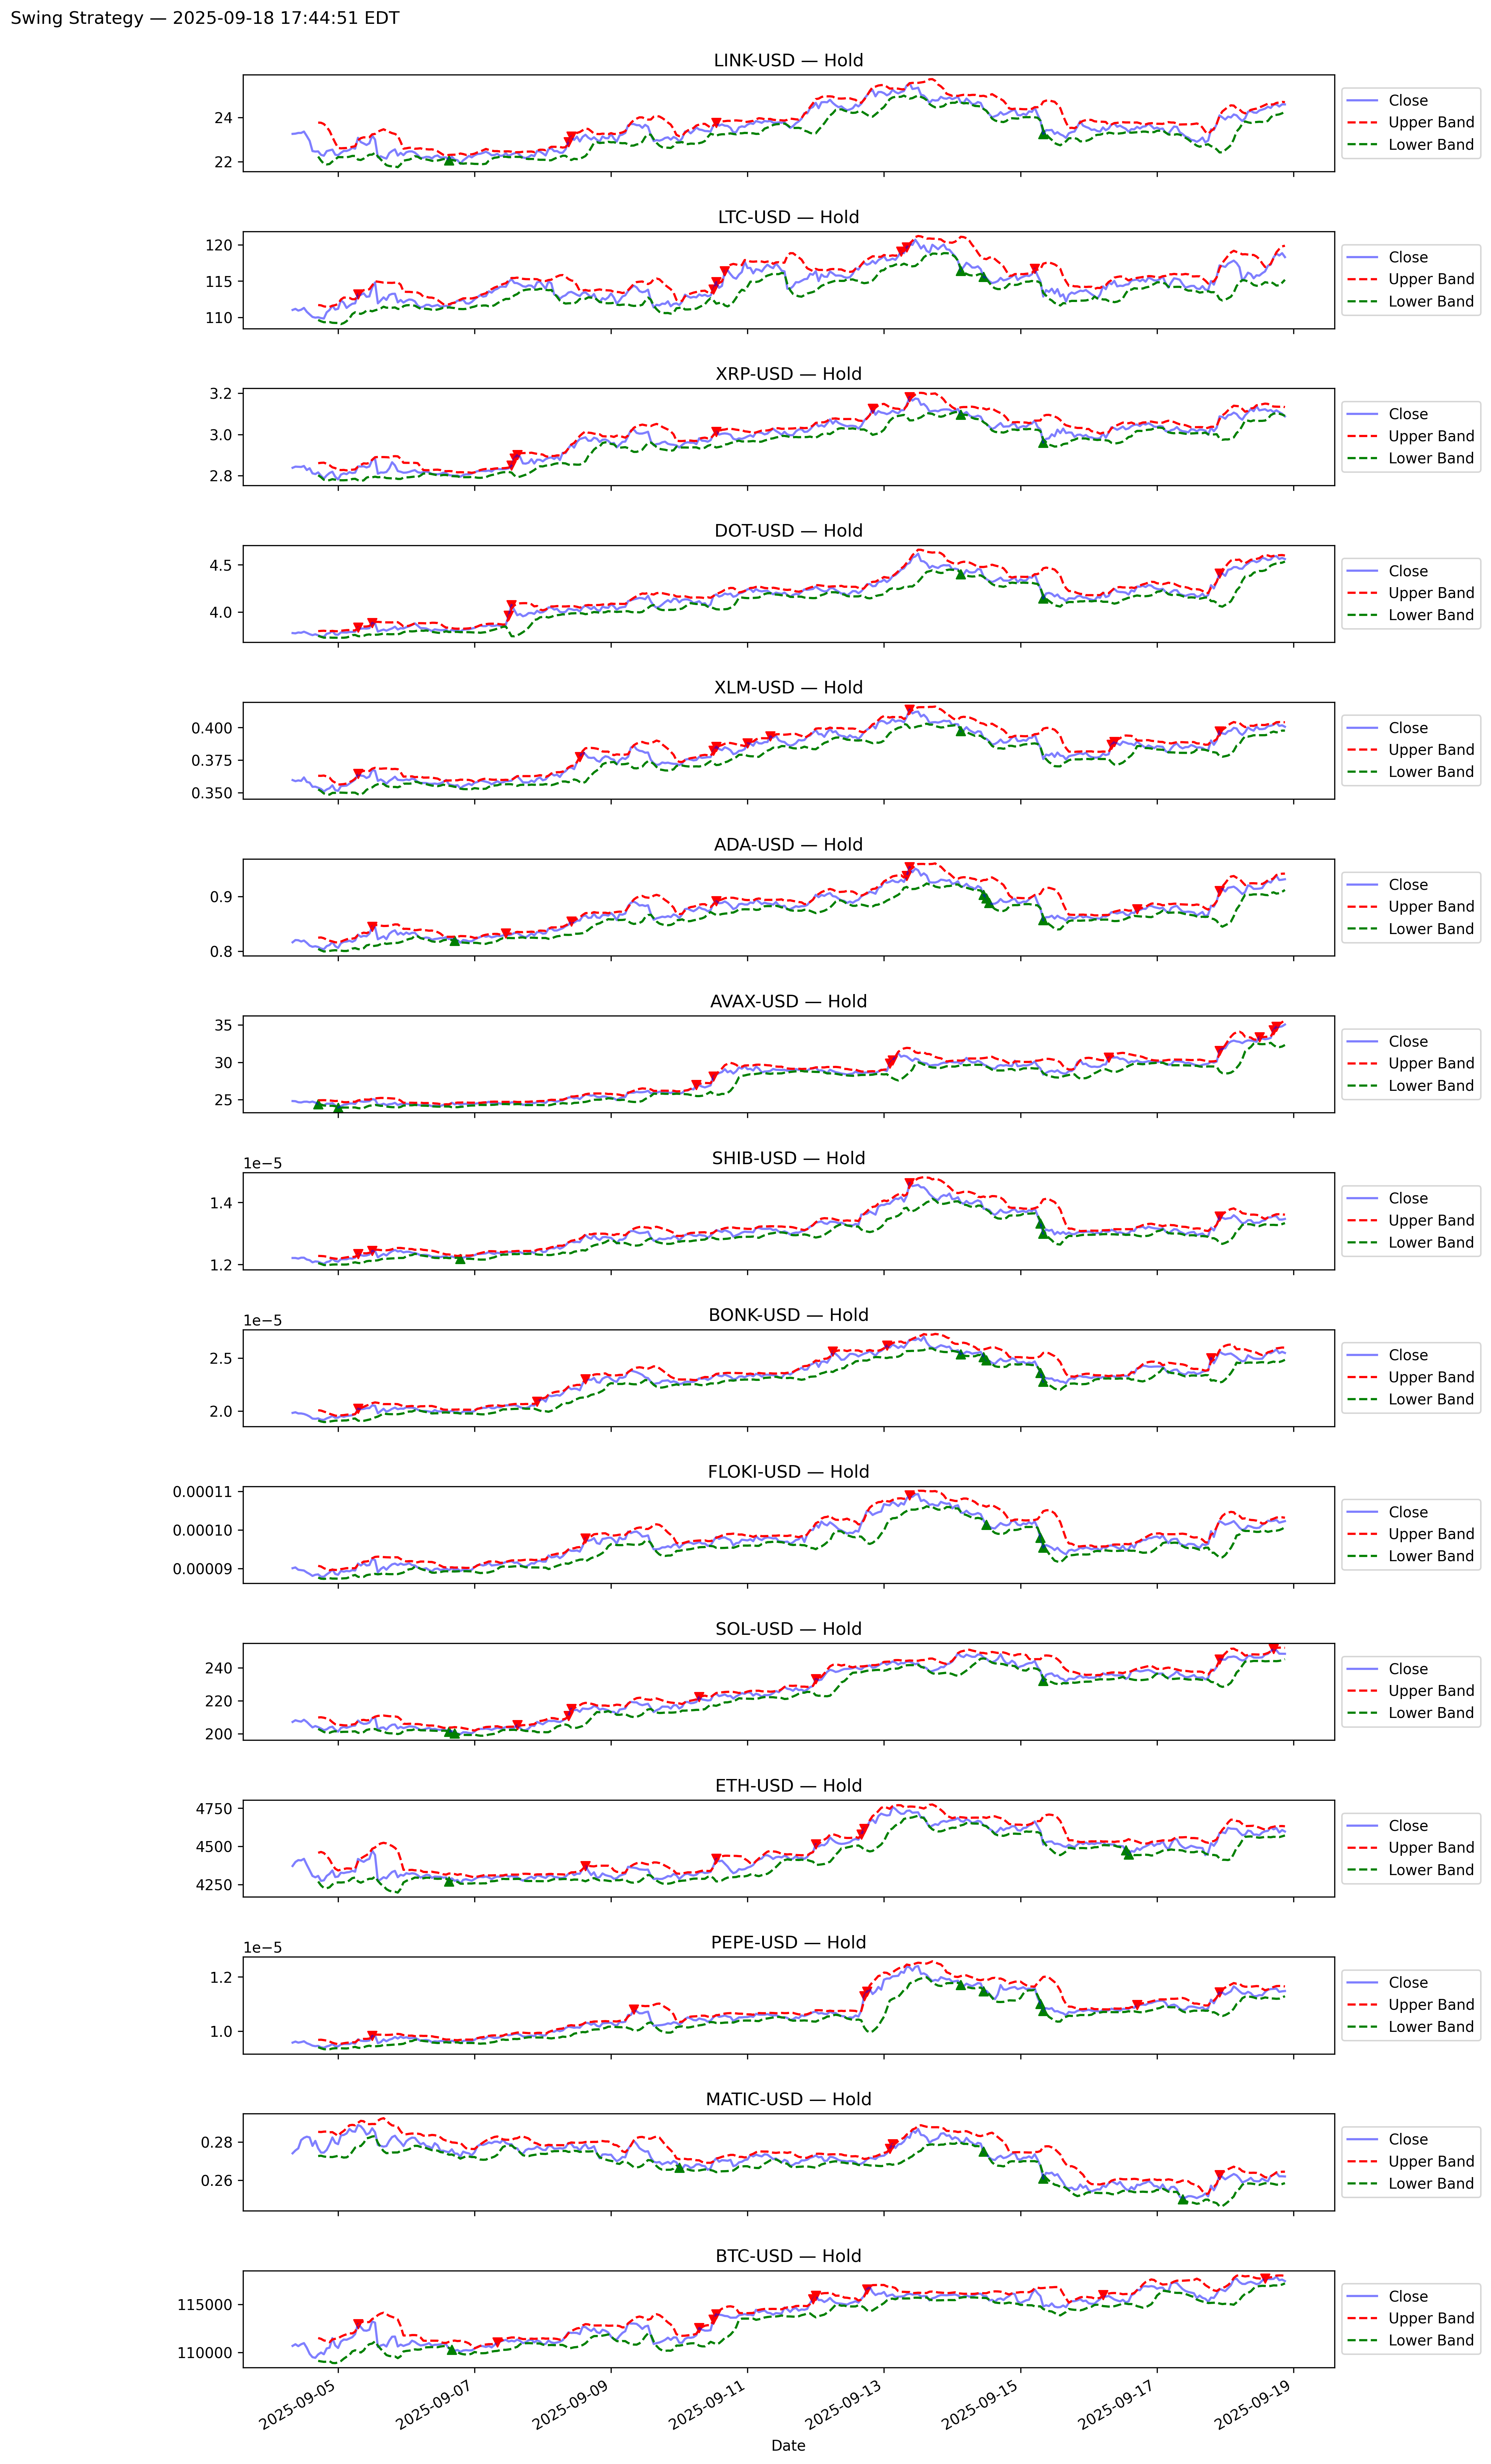 Swing Strategy — 2025-09-18 17:44:51 EDT
LINK-USD — Hold
24
22
Close
Upper Band
Lower Band
LTC-USD — Hold
120
115
110
Close
Upper Band
Lower Band
XRP-USD — Hold
3.2
3.0
2.8
Close
Upper Band
Lower Band
DOT-USD — Hold
4.5
4.0
Close
Upper Band
Lower Band
XLM-USD — Hold
0.400
0.375
0.350
Close
Upper Band
Lower Band
ADA-USD — Hold
0.9
0.8
Close
Upper Band
Lower Band
AVAX-USD — Hold
35
30
25
Close
Upper Band
Lower Band
SHIB-USD — Hold
1e−5
1.4
1.2
Close
Upper Band
Lower Band
BONK-USD — Hold
1e−5
2.5
2.0
Close
Upper Band
Lower Band
FLOKI-USD — Hold
0.00011
0.00010
0.00009
Close
Upper Band
Lower Band
SOL-USD — Hold
240
220
200
Close
Upper Band
Lower Band
ETH-USD — Hold
4750
4500
4250
Close
Upper Band
Lower Band
PEPE-USD — Hold
1e−5
1.2
1.0
Close
Upper Band
Lower Band
MATIC-USD — Hold
0.28
0.26
Close
Upper Band
Lower Band
BTC-USD — Hold
115000
110000
Close
Upper Band
Lower Band
2025-09-05
2025-09-07
2025-09-09
2025-09-11
2025-09-13
2025-09-15
2025-09-17
2025-09-19
Date